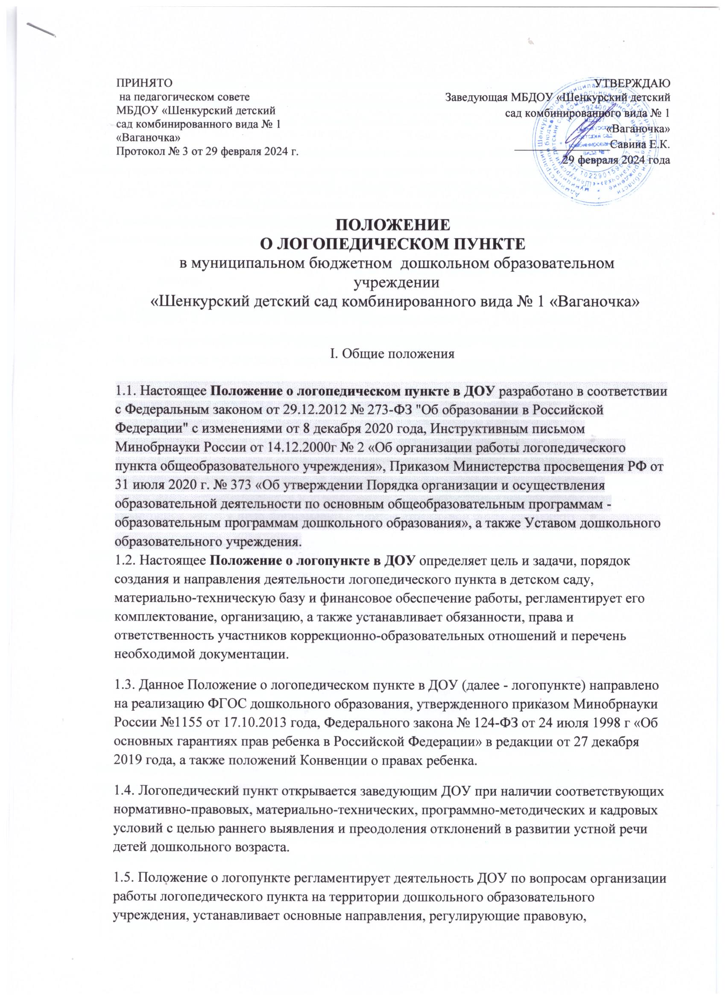 ПРИНЯТО
на педагогическом совете
МБДОУ «Шенкурский детский
сад комбинированного вида № 1
«Ваганочка»
Протокол № 3 от 29 февраля 2024 г.
УТВЕРЖДАЮ
Заведующая МБДОУ «Шенкурский детский
сад комбинированного вида № 1
«Ваганочка»
Савина Е.К.
29 февраля 2024 года
ПОЛОЖЕНИЕ
О ЛОГОПЕДИЧЕСКОМ ПУНКТЕ
в муниципальном бюджетном дошкольном образовательном
учреждении
«Шенкурский детский сад комбинированного вида № 1 «Ваганочка»
I. Общие положения
1.1. Настоящее Положение о логопедическом пункте в ДОУ разработано в соответствии
с Федеральным законом от 29.12.2012 № 273-ФЗ "Об образовании в Российской
Федерации" с изменениями от 8 декабря 2020 года, Инструктивным письмом
Минобрнауки России от 14.12.2000г № 2 «Об организации работы логопедического
пункта общеобразовательного учреждения», Приказом Министерства просвещения РФ от
31 июля 2020 г. № 373 «Об утверждении Порядка организации и осуществления
образовательной деятельности по основным общеобразовательным программам -
образовательным программам дошкольного образования», а также Уставом дошкольного
образовательного учреждения.
1.2. Настоящее Положение о логопункте в ДОУ определяет цель и задачи, порядок
создания и направления деятельности логопедического пункта в детском саду,
материально-техническую базу и финансовое обеспечение работы, регламентирует его
комплектование, организацию, а также устанавливает обязанности, права и
ответственность участников коррекционно-образовательных отношений и перечень
необходимой документации.
1.3. Данное Положение о логопедическом пункте в ДОУ (далее - логопункте) направлено
на реализацию ФГОС дошкольного образования, утвержденного приказом Минобрнауки
России №1155 от 17.10.2013 года, Федерального закона № 124-ФЗ от 24 июля 1998 г «Об
основных гарантиях прав ребенка в Российской Федерации» в редакции от 27 декабря
2019 года, а также положений Конвенции о правах ребенка.
1.4. Логопедический пункт открывается заведующим ДОУ при наличии соответствующих
нормативно-правовых, материально-технических, программно-методических и кадровых
условий с целью раннего выявления и преодоления отклонений в развитии устной речи
детей дошкольного возраста.
1.5. Положение о логопункте регламентирует деятельность ДОУ по вопросам организации
работы логопедического пункта на территории дошкольного образовательного
учреждения, устанавливает основные направления, регулирующие правовую,